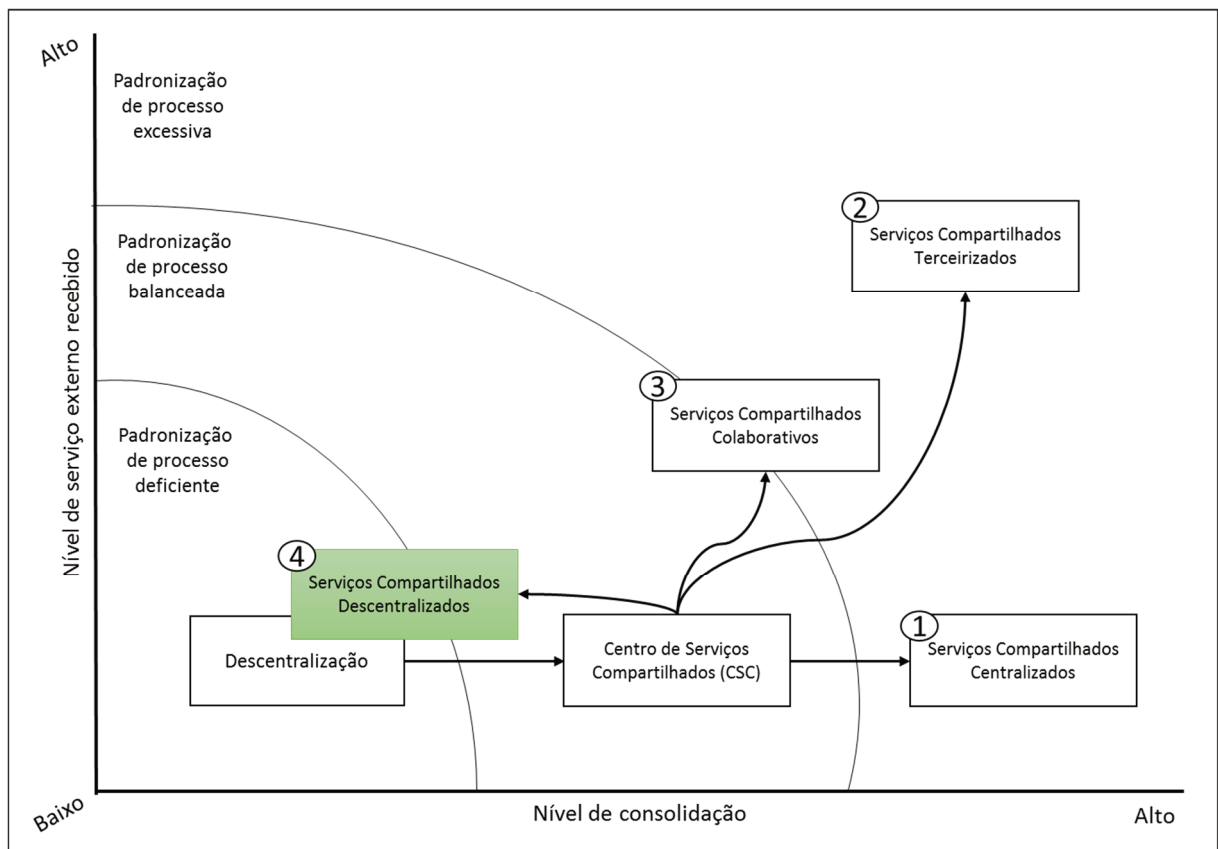 Alto
Padronização
de processo
excessiva
2
Serviços Compartilhados
Terceirizados
Padronização
de processo
balanceada
Nível de serviço externo recebido
3
Serviços Compartilhados
Colaborativos
Padronização
de processo
deficiente
4
Serviços Compartilhados
Descentralizados
Descentralização
Centro de Serviços
Compartilhados (CSC)
1
Serviços Compartilhados
Centralizados
Baixo
Nível de consolidação
Alto